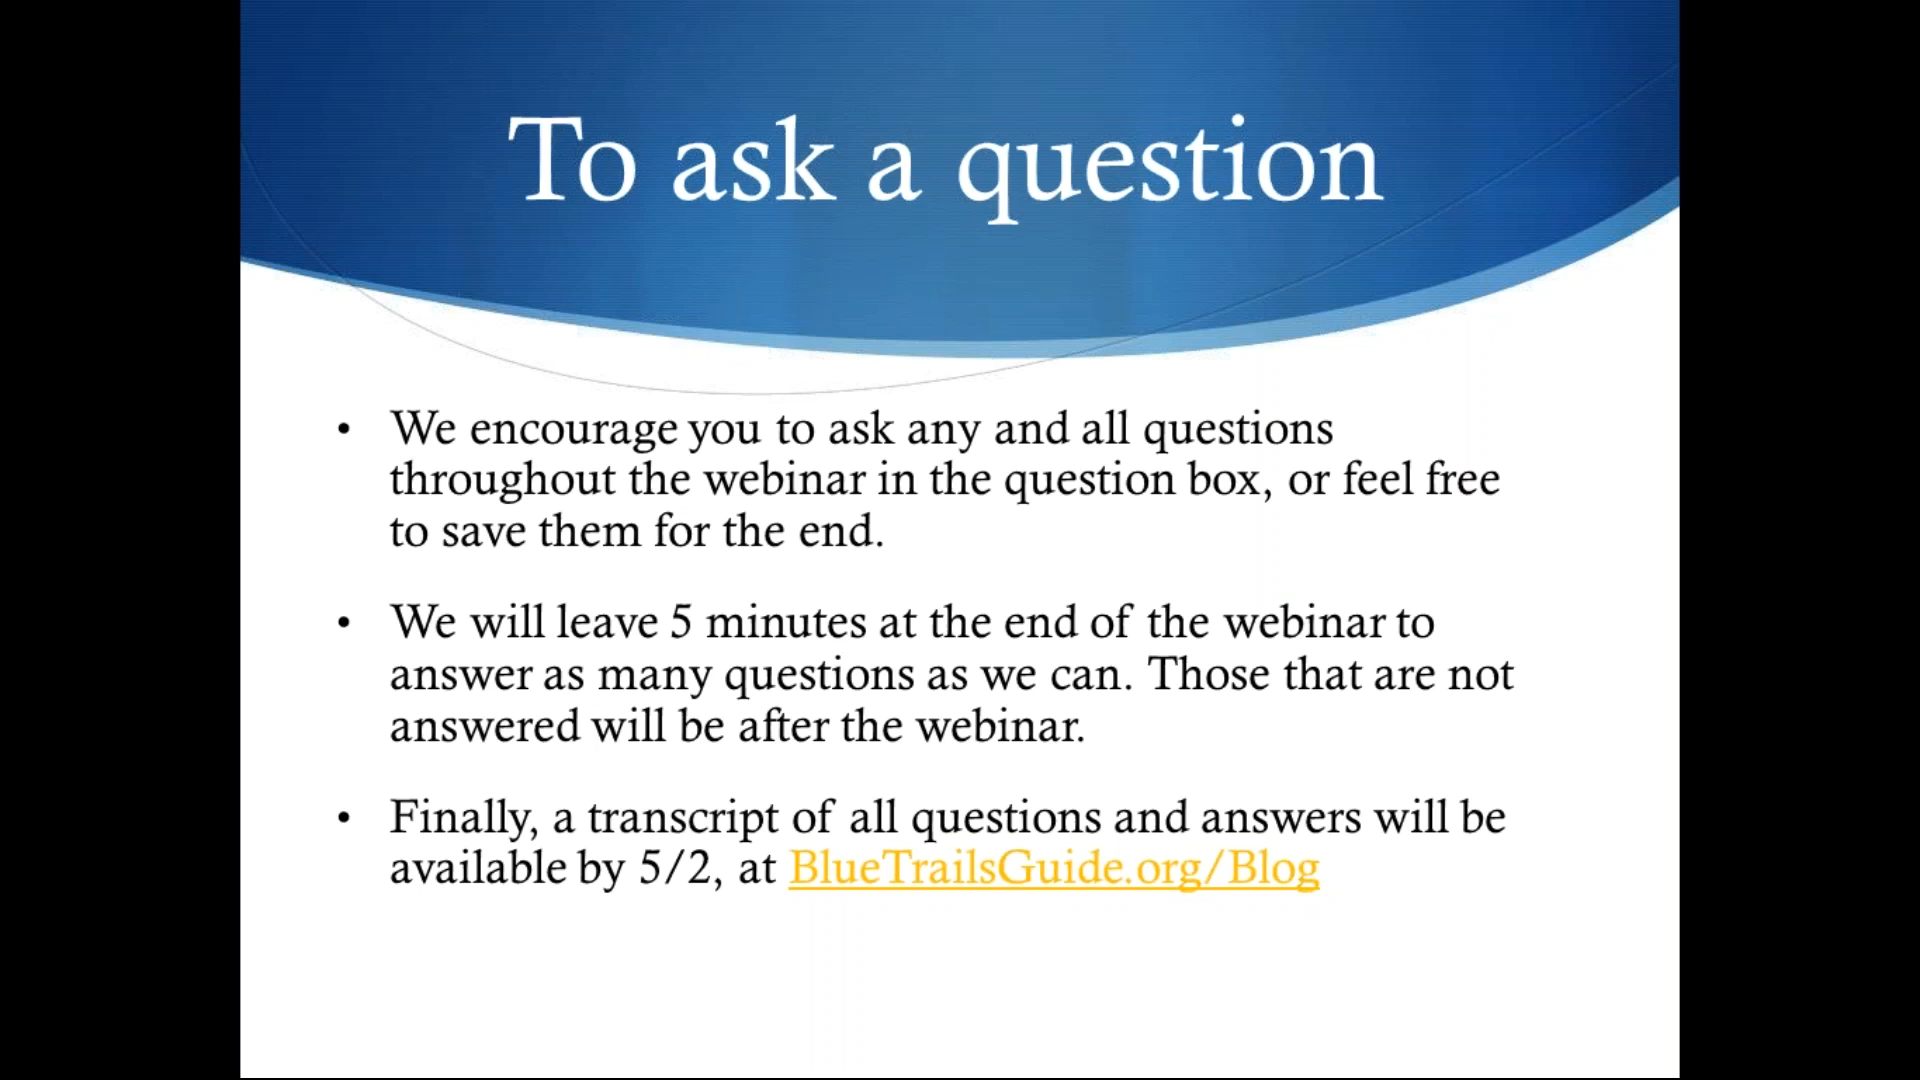 To ask a question
• We encourage you to ask any and all questions
throughout the webinar in the question box, or feel free
to save them for the end.
• We will leave 5 minutes at the end of the webinar to
answer as many questions as we can. Those that are not
answered will be after the webinar.
• Finally, a transcript of all questions and answers will be
available by 5/2, at BlueTrailsGuide.org/Blog